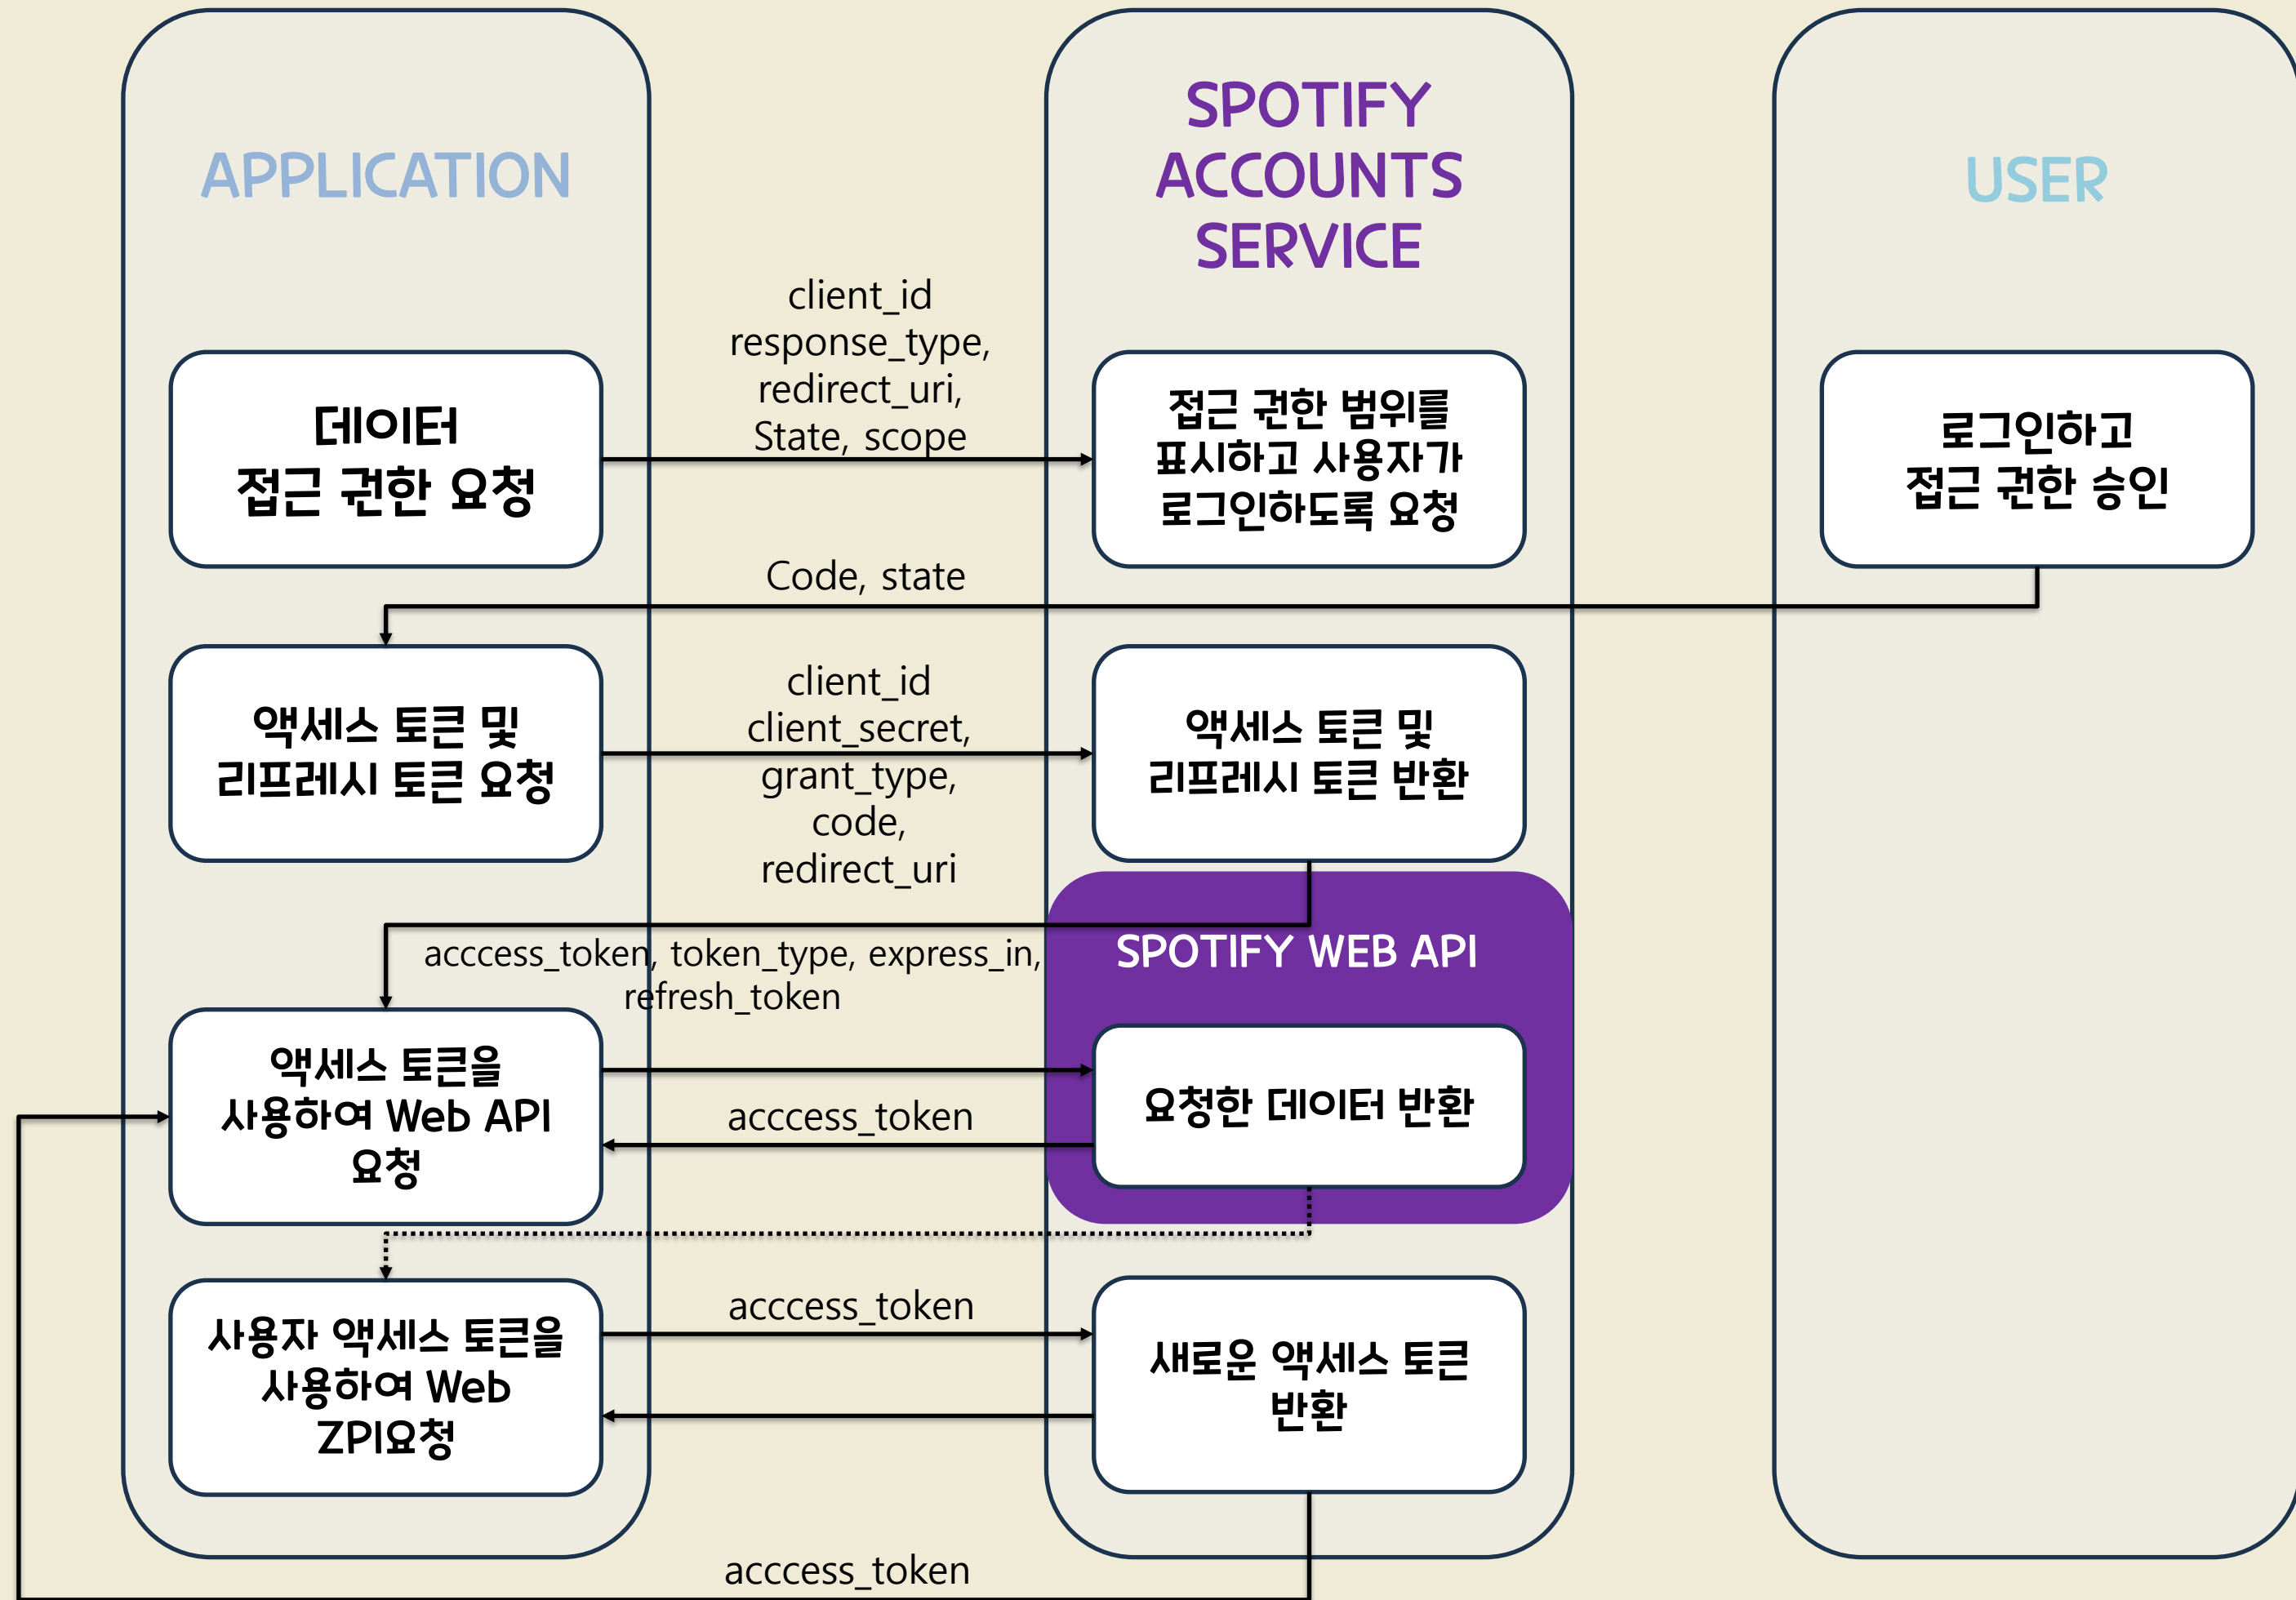 APPLICATION
SPOTIFY
ACCOUNTS
SERVICE
USER
client_id
response_type,
redirect_uri,
State, scope
데이터
접근 권한 요청
접근 권한 범위를
표시하고 사용자가
로그인하도록 요청
로그인하고
접근 권한 승인
Code, state
액세스 토큰 및
리프레시 토큰 요청
client_id
client_secret,
grant_type,
code,
redirect_uri
액세스 토큰 및
리프레시 토큰 반환
acccess_token, token_type, express_in,
refresh_token
SPOTIFY WEB API
액세스 토큰을
사용하여 Web API
요청
acccess_token
요청한 데이터 반환
사용자 액세스 토큰을
사용하여 Web
ZPI요청
acccess_token
새로운 액세스 토큰
반환
acccess_token